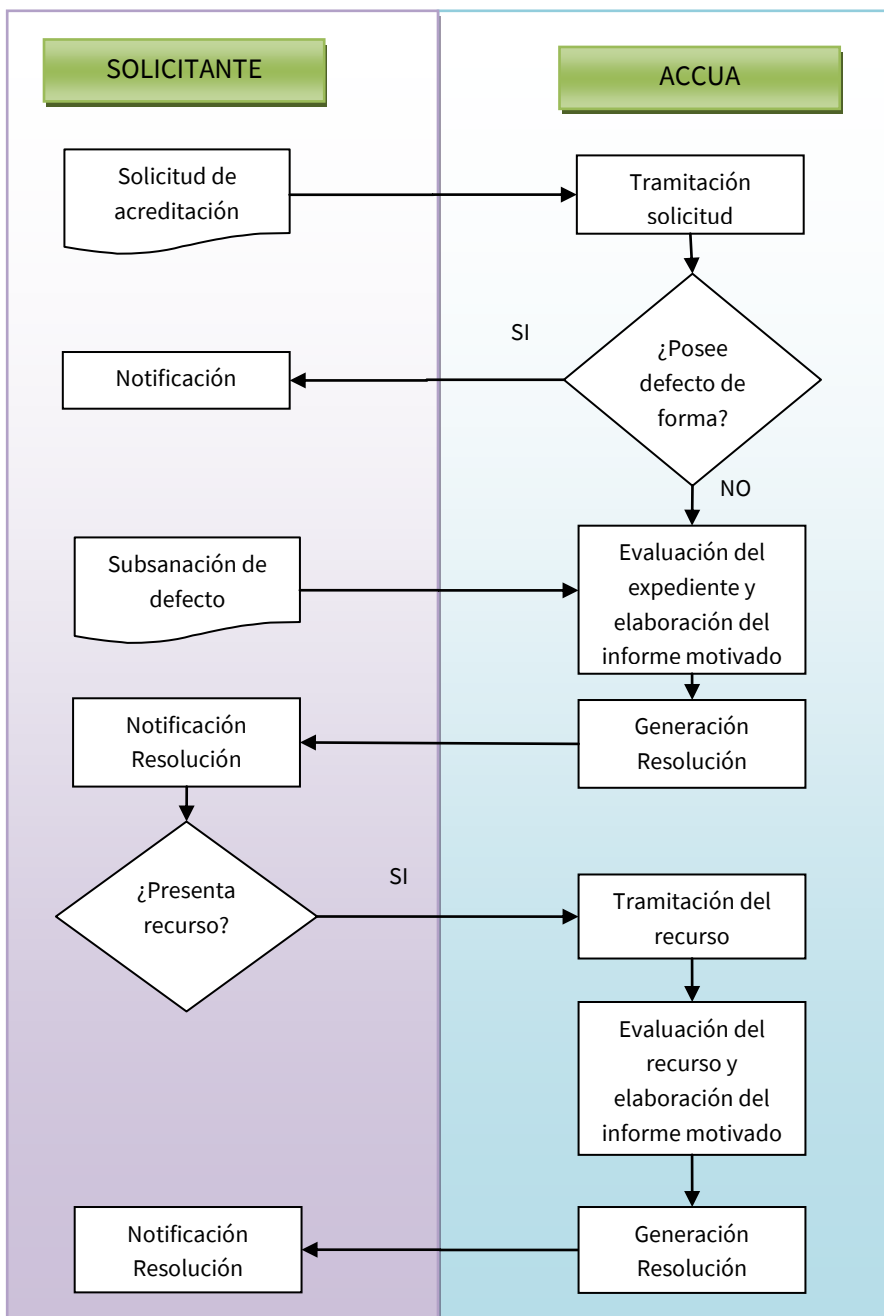 SOLICITANTE
ACCUA
Solicitud de
acreditación
Tramitación
solicitud
SI
Notificación
¿Posee
defecto de
forma?
NO
Subsanación de
defecto
Evaluación del
expediente y
elaboración del
informe motivado
Notificación
Resolución
Generación
Resolución
¿Presenta
recurso?
SI
Tramitación del
recurso
Evaluación del
recurso y
elaboración del
informe motivado
Notificación
Resolución
Generación
Resolución